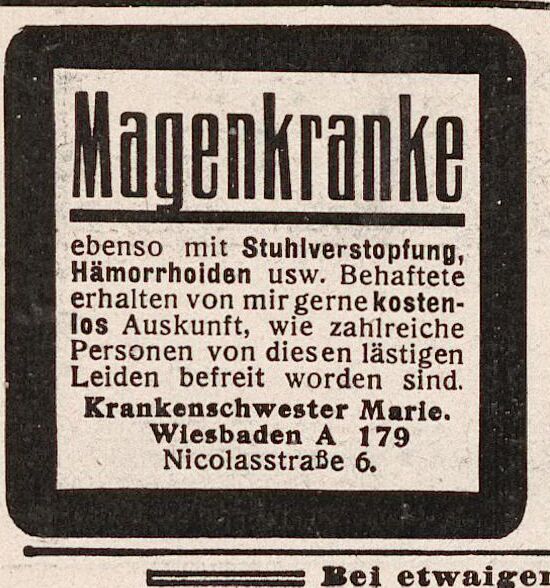 Magenkranke
ebenso mit Stuhlverstopfung,
Hämorrhoiden usw. Behaftete
erhalten von mir gerne kosten-
los Auskunft, wie zahlreiche
Personen von diesen lästigen
Leiden befreit worden sind.
Krankenschwester Marie.
Wiesbaden A 179
Nicolasstraße 6.
Bei etwaigen